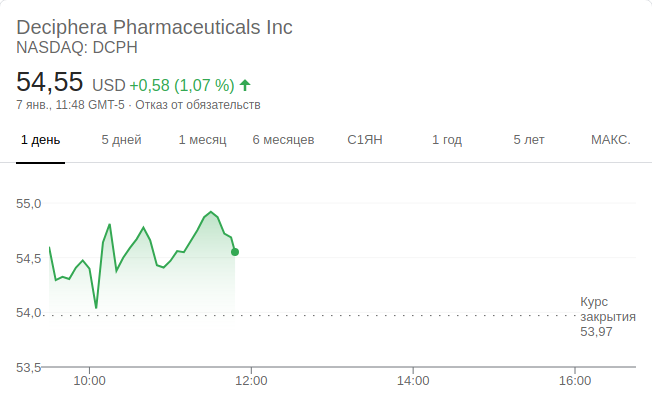 Deciphera Pharmaceuticals Inc
NASDAQ: DCPH
54,55 USD +0,58 (1,07 %)
7 янв., 11:48 GMT-5 · Отказ от обязательств
1 день 5 дней 1 месяц 6 месяцев С1ЯН 1 год 5 лет МАКС.
55,0
54,5
54,0
Курс
закрытия
53,97
53,5
10:00 12:00 14:00 16:00